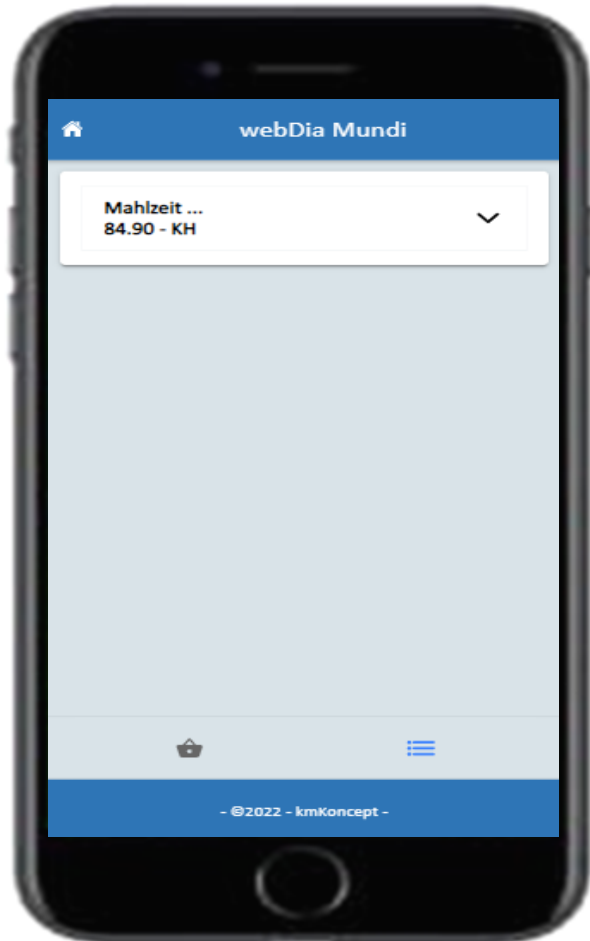 webDia Mundi
Mahlzeit ...
84.90 - KH
- ©2022 - kmKoncept -